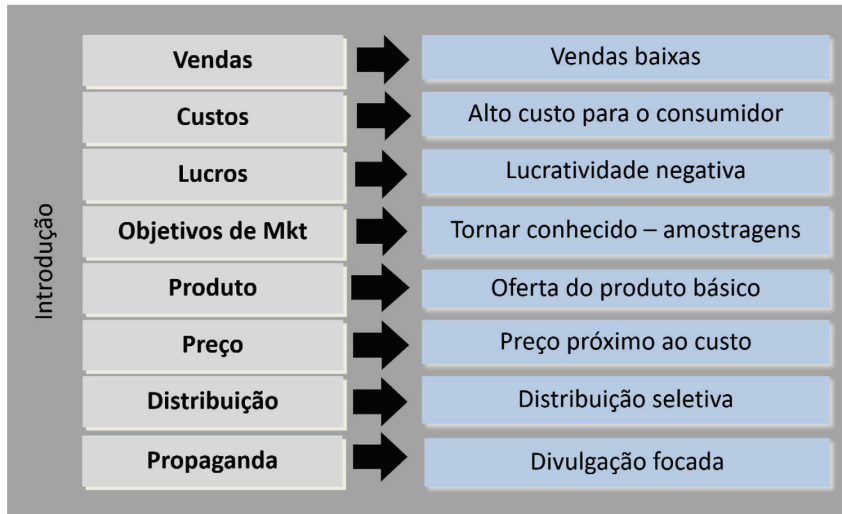 Introdução
Vendas
Vendas baixas
Custos
Alto custo para o consumidor
Lucros
Lucratividade negativa
Objetivos de Mkt
Tornar conhecido – amostragens
Produto
Oferta do produto básico
Preço
Preço próximo ao custo
Distribuição
Distribuição seletiva
Propaganda
Divulgação focada